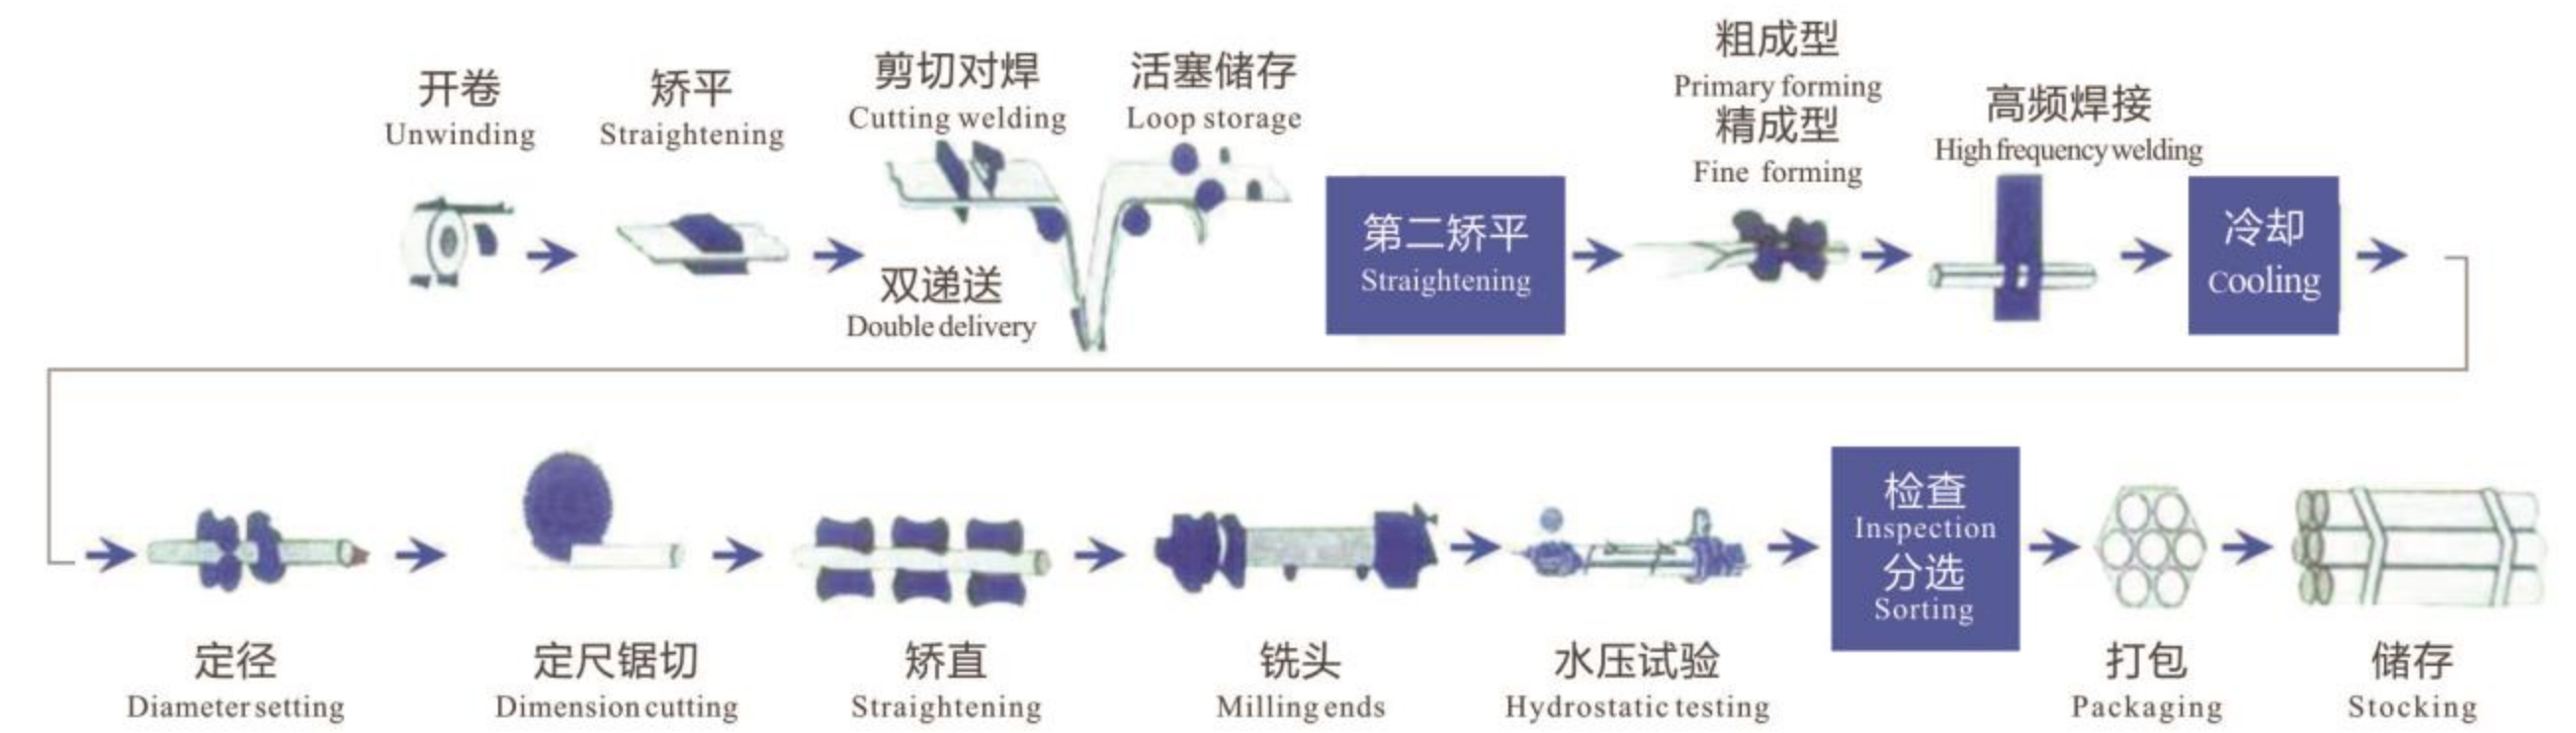 开卷
Unwinding
矫平
Straightening
剪切对焊
Cutting welding
双递送
Double delivery
活塞储存
Loop storage
第二矫平
Straightening
粗成型
Primary forming
精成型
Fine forming
高频焊接
High frequency welding
冷却
Cooling
定径
Diameter setting
定尺锯切
Dimension cutting
矫直
Straightening
铣头
Milling ends
水压试验
Hydrostatic testing
检查
Inspection
分选
Sorting
打包
Packaging
储存
Stocking